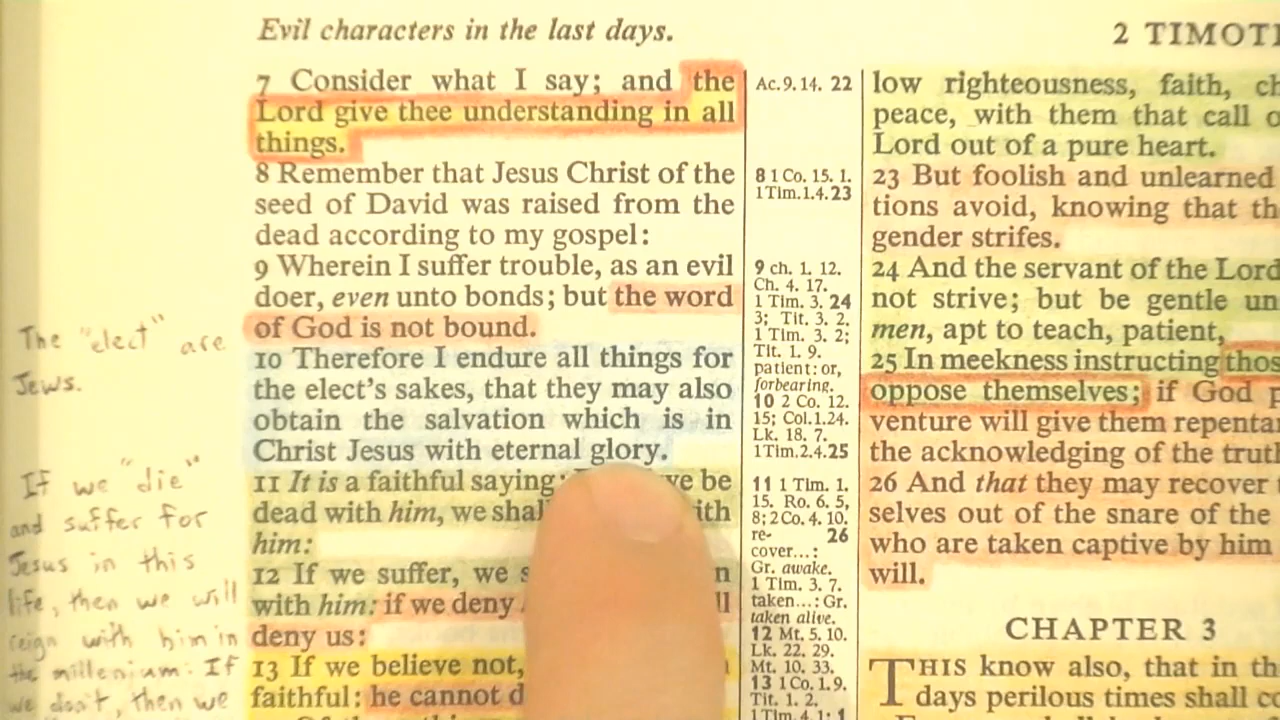 Evil characters in the last days.
2 TIMOT
7 Consider what I say; and the
Lord give thee understanding in all
things.
8 Remember that Jesus Christ of the
seed of David was raised from the
dead according to my gospel:
9 Wherein I suffer trouble, as an evil
doer, even unto bonds; but the word
of God is not bound.
10 Therefore I endure all things for
the elect's sakes, that they may also
obtain the salvation which is in
Christ Jesus with eternal glory.
11 It is a faithful saying: we be
dead with him, we shal ith
him:
12 If we suffer, we s n
with him: if we deny ll
deny us:
13 If we believe not,
faithful: he cannot d
The "elect" are
Jews.
If we "die"
and suffer for
Jesus in this
life, then we will
reign with him in
the millenium. If
we don't, then we
Ac.9.14. 22
8 1 Co. 15. 1.
1Tim.1.4.23
9 ch. 1. 12.
Ch. 4. 17.
1 Tim. 3. 24
3; Tit. 3. 2.
1 Tim. 3. 2;
Tit. 1. 9.
patient: or,
forbearing.
10 2 Co. 12.
15; Col.1.24.
Lk. 18. 7.
1Tim.2.4.25
11 1 Tim. 1.
15. Ro. 6. 5,
8; 2Co. 4. 10.
re- 26
cover...:
Gr. awake.
1 Tim. 3. 7.
taken...: Gr.
taken alive.
12 Mt. 5. 10.
Lk. 22. 29.
Mt. 10. 33.
13 1 Co. 1. 9.
Tit. 1. 2.
1 Tim. 4. 1; 1
low righteousness, faith, ch
peace, with them that call o
Lord out of a pure heart.
23 But foolish and unlearned
tions avoid, knowing that th
gender strifes.
24 And the servant of the Lord
not strive; but be gentle un
men, apt to teach, patient,
25 In meekness instructing thos
oppose themselves; if God p
venture will give them repenta
the acknowledging of the truth
26 And that they may recover t
selves out of the snare of the
who are taken captive by him
will.
CHAPTER 3
THIS know also, that in th
days perilous times shall co